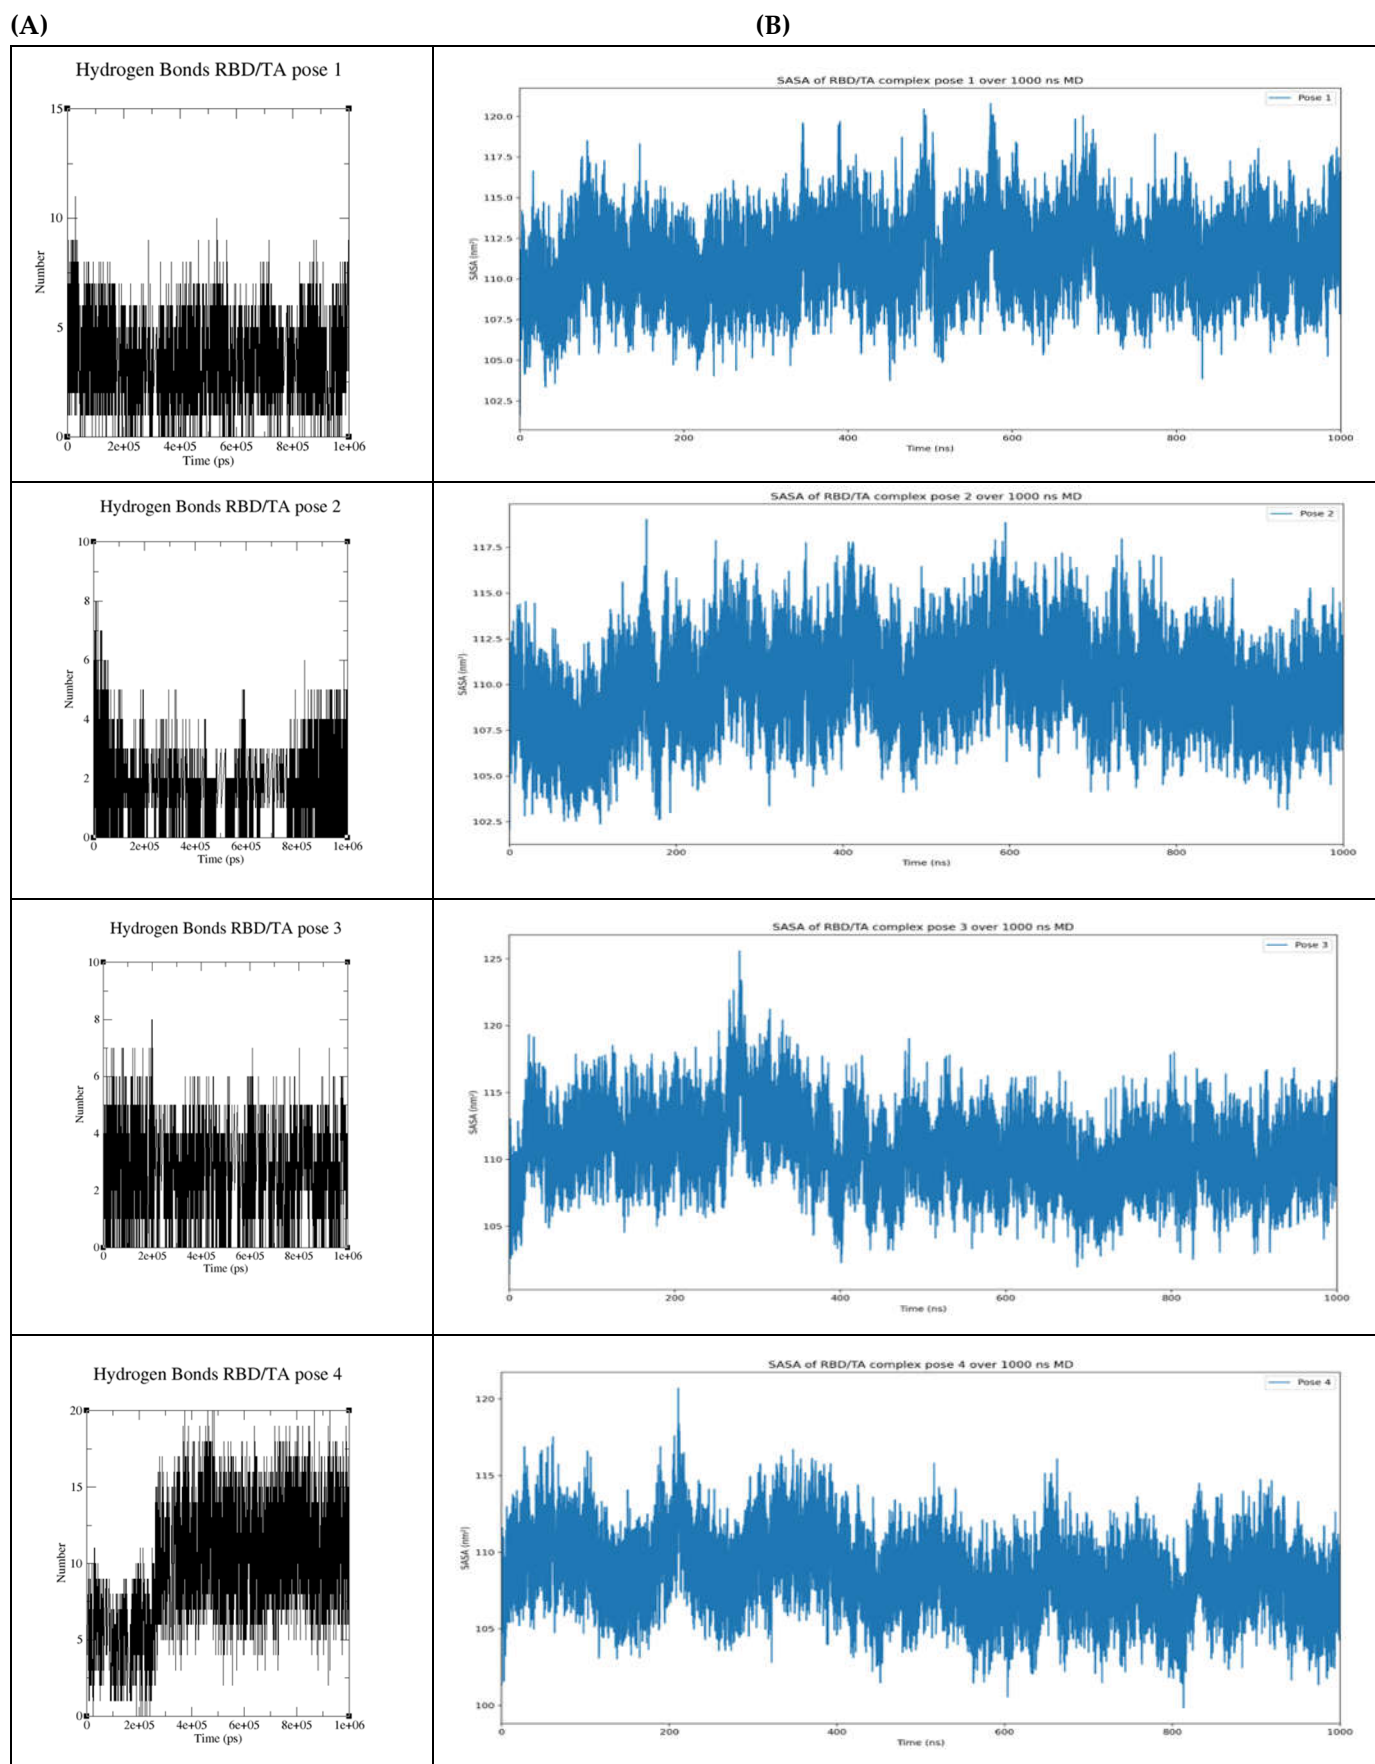 (A)
(B)
Hydrogen Bonds RBD/TA pose 1
15
10
5
0
Number
0 2e+05 4e+05 6e+05 8e+05 1e+06
Time (ps)
SASA of RBD/TA complex pose 1 over 1000 ns MD
Pose 1
120.0
117.5
115.0
112.5
110.0
107.5
105.0
102.5
SASA (nm²)
0 200 400 600 800 1000
Time (ns)
Hydrogen Bonds RBD/TA pose 2
10
8
6
4
2
0
Number
0 2e+05 4e+05 6e+05 8e+05 1e+06
Time (ps)
SASA of RBD/TA complex pose 2 over 1000 ns MD
Pose 2
117.5
115.0
112.5
110.0
107.5
105.0
102.5
SASA (nm²)
0 200 400 600 800 1000
Time (ns)
Hydrogen Bonds RBD/TA pose 3
10
8
6
4
2
0
Number
0 2e+05 4e+05 6e+05 8e+05 1e+06
Time (ps)
SASA of RBD/TA complex pose 3 over 1000 ns MD
Pose 3
125
120
115
110
105
SASA (nm²)
0 200 400 600 800 1000
Time (ns)
Hydrogen Bonds RBD/TA pose 4
20
15
10
5
0
Number
0 2e+05 4e+05 6e+05 8e+05 1e+06
Time (ps)
SASA of RBD/TA complex pose 4 over 1000 ns MD
Pose 4
120
115
110
105
100
SASA (nm²)
0 200 400 600 800 1000
Time (ns)